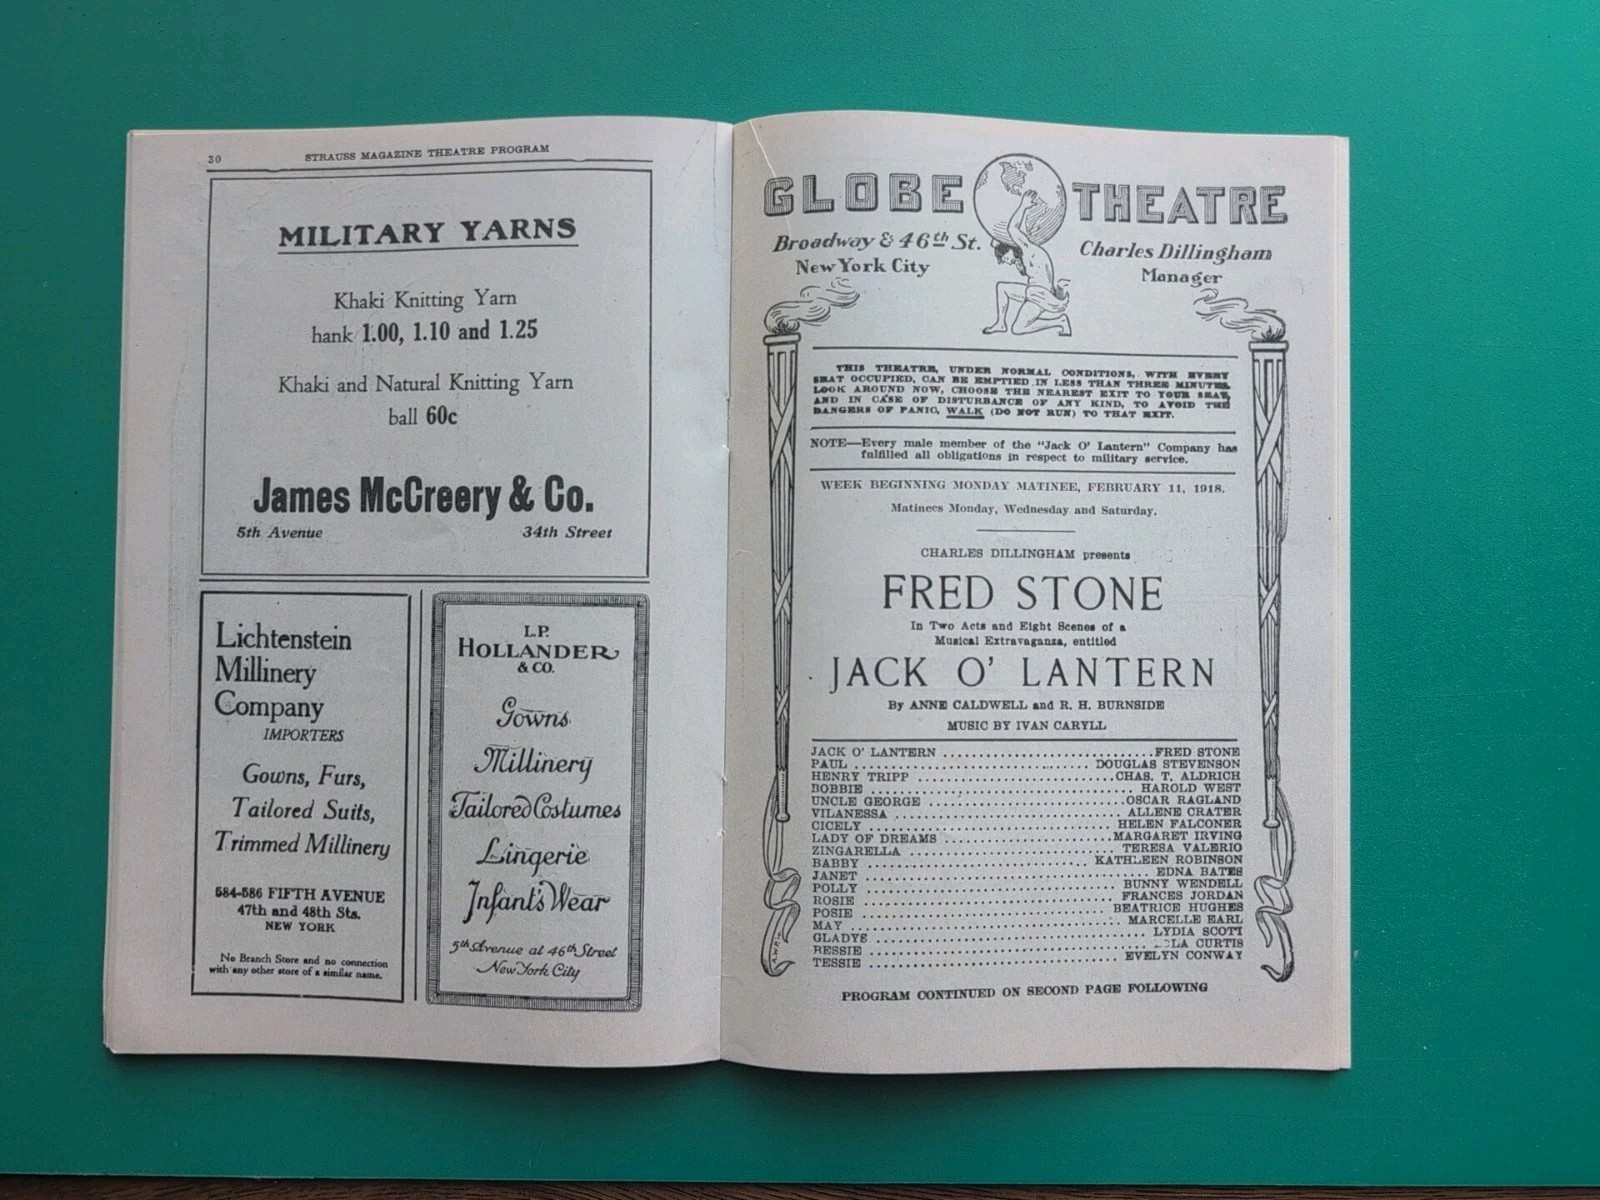 30 STRAUSS MAGAZINE THEATRE PROGRAM
MILITARY YARNS
Khaki Knitting Yarn
hank 1.00, 1.10 and 1.25
Khaki and Natural Knitting Yarn
ball 60c
James McCreery & Co.
5th Avenue 34th Street
Lichtenstein
Millinery
Company
IMPORTERS
Gowns, Furs,
Tailored Suits,
Trimmed Millinery
584-586 FIFTH AVENUE
47th and 48th Sts.
NEW YORK
No Branch Store and no connection
with any other store of a similar name.
L.P.
HOLLANDER
& CO.
Gowns
Millinery
Tailored Costumes
Lingerie
Infant's Wear
5th Avenue at 46th Street
New York City
GLOBE THEATRE
Broadway & 46th St.
New York City
Charles Dillingham
Manager
THIS THEATRE, UNDER NORMAL CONDITIONS, WITH EVERY
SEAT OCCUPIED, CAN BE EMPTIED IN LESS THAN THREE MINUTES.
LOOK AROUND NOW, CHOOSE THE NEAREST EXIT TO YOUR SEAT,
AND IN CASE OF DISTURBANCE OF ANY KIND, TO AVOID THE
DANGERS OF PANIC, WALK (DO NOT RUN) TO THAT EXIT.
NOTE—Every male member of the "Jack O' Lantern" Company has
fulfilled all obligations in respect to military service.
WEEK BEGINNING MONDAY MATINEE, FEBRUARY 11, 1918.
Matinees Monday, Wednesday and Saturday.
CHARLES DILLINGHAM presents
FRED STONE
In Two Acts and Eight Scenes of a
Musical Extravaganza, entitled
JACK O' LANTERN
By ANNE CALDWELL and R. H. BURNSIDE
MUSIC BY IVAN CARYLL
JACK O' LANTERN FRED STONE
PAUL DOUGLAS STEVENSON
HENRY TRIPP CHAS. T. ALDRICH
BOBBIE HAROLD WEST
UNCLE GEORGE OSCAR RAGLAND
VILANESSA ALLENE CRATER
CICELY HELEN FALCONER
LADY OF DREAMS MARGARET IRVING
ZINGARELLA TERESA VALERIO
BABBY KATHLEEN ROBINSON
JANET EDNA BATES
POLLY BUNNY WENDELL
ROSIE FRANCES JORDAN
POSIE BEATRICE HUGHES
MAY MARCELLE EARL
GLADYS LYDIA SCOTT
BESSIE CURTIS
TESSIE EVELYN CONWAY
PROGRAM CONTINUED ON SECOND PAGE FOLLOWING